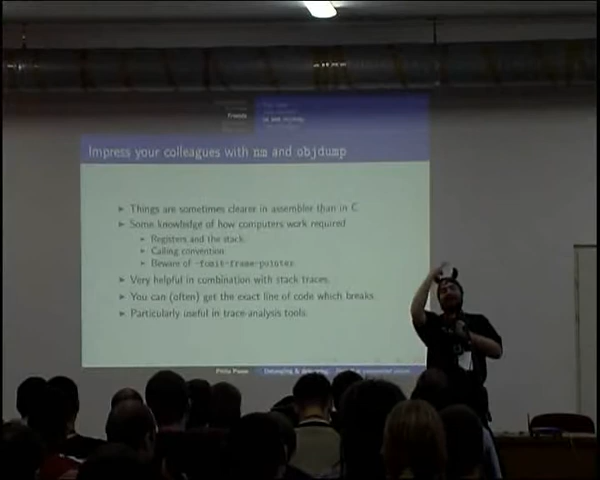 Friends
Impress your colleagues with nm and objdump
Things are sometimes clearer in assembler than in C
Some knowledge of how computers work required
Registers and the stack
Calling convention
Beware of -fomit-frame-pointer
Very helpful in combination with stack traces.
You can (often) get the exact line of code which breaks.
Particularly useful in trace-analysis tools.